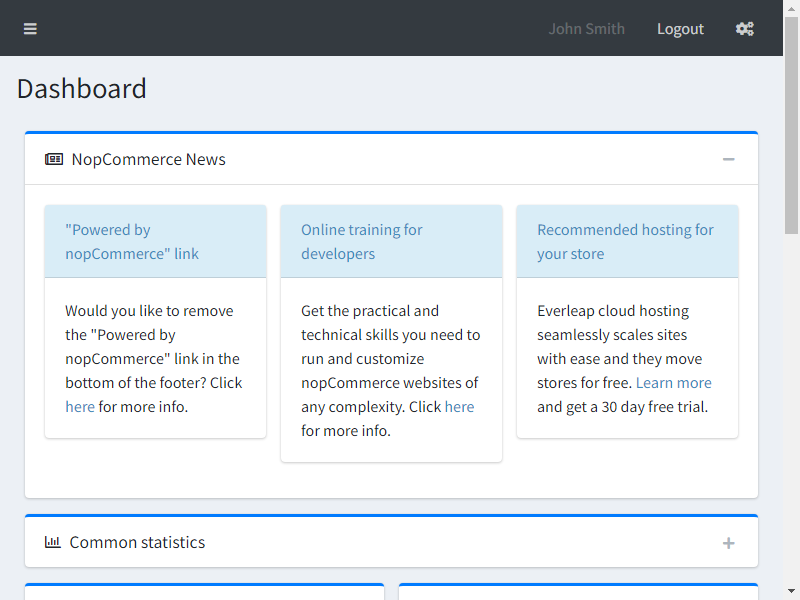 John Smith Logout
Dashboard
NopCommerce News
"Powered by
nopCommerce" link
Would you like to remove
the "Powered by
nopCommerce" link in the
bottom of the footer? Click
here for more info.
Online training for
developers
Get the practical and
technical skills you need to
run and customize
nopCommerce websites of
any complexity. Click here
for more info.
Recommended hosting for
your store
Everleap cloud hosting
seamlessly scales sites
with ease and they move
stores for free. Learn more
and get a 30 day free trial.
Common statistics